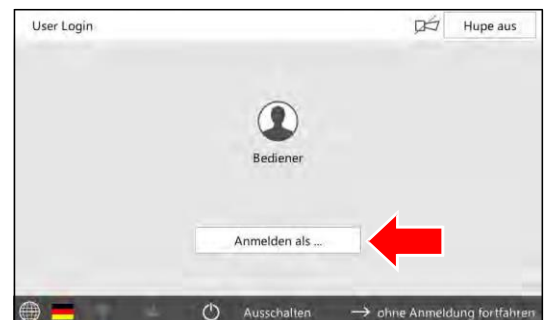 User Login
Hupe aus
Bediener
Anmelden als ...
Ausschalten
→ ohne Anmeldung fortfahren